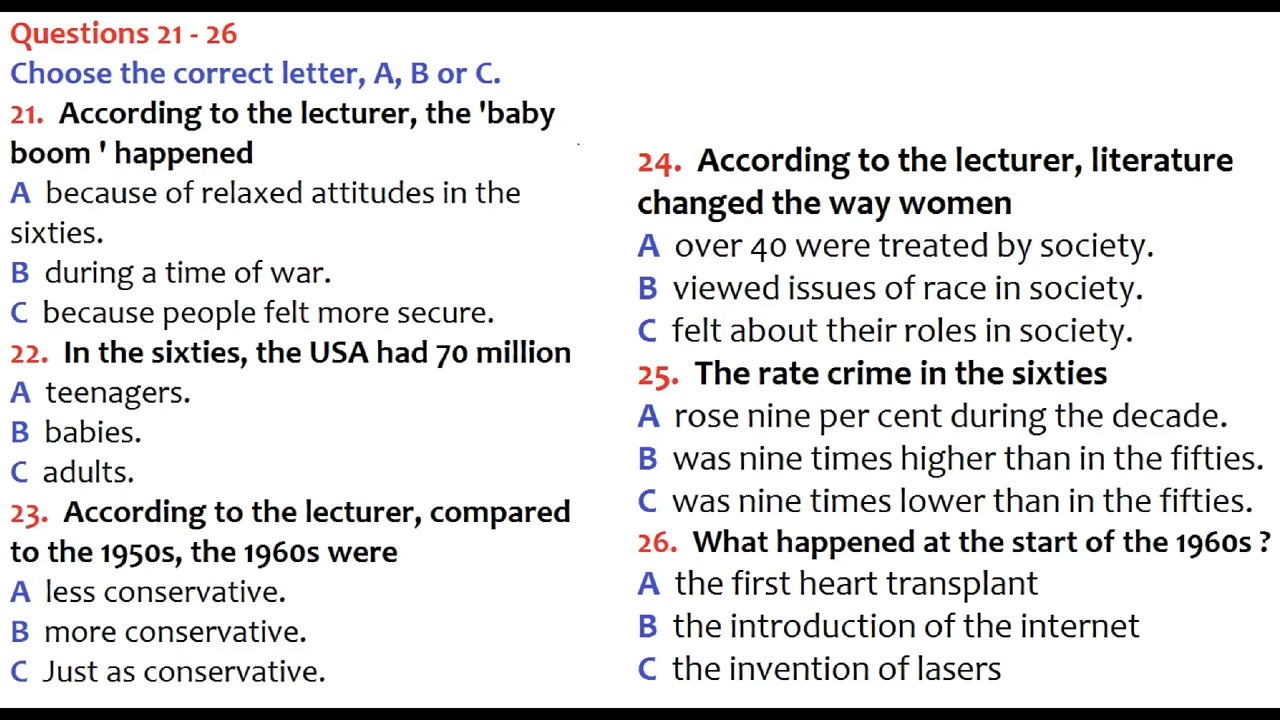 Questions 21 - 26
Choose the correct letter, A, B or C.
21. According to the lecturer, the 'baby
boom ' happened
A because of relaxed attitudes in the
sixties.
B during a time of war.
C because people felt more secure.
22. In the sixties, the USA had 70 million
A teenagers.
B babies.
C adults.
23. According to the lecturer, compared
to the 1950s, the 1960s were
A less conservative.
B more conservative.
C Just as conservative.
24. According to the lecturer, literature
changed the way women
A over 40 were treated by society.
B viewed issues of race in society.
C felt about their roles in society.
25. The rate crime in the sixties
A rose nine per cent during the decade.
B was nine times higher than in the fifties.
C was nine times lower than in the fifties.
26. What happened at the start of the 1960s ?
A the first heart transplant
B the introduction of the internet
C the invention of lasers